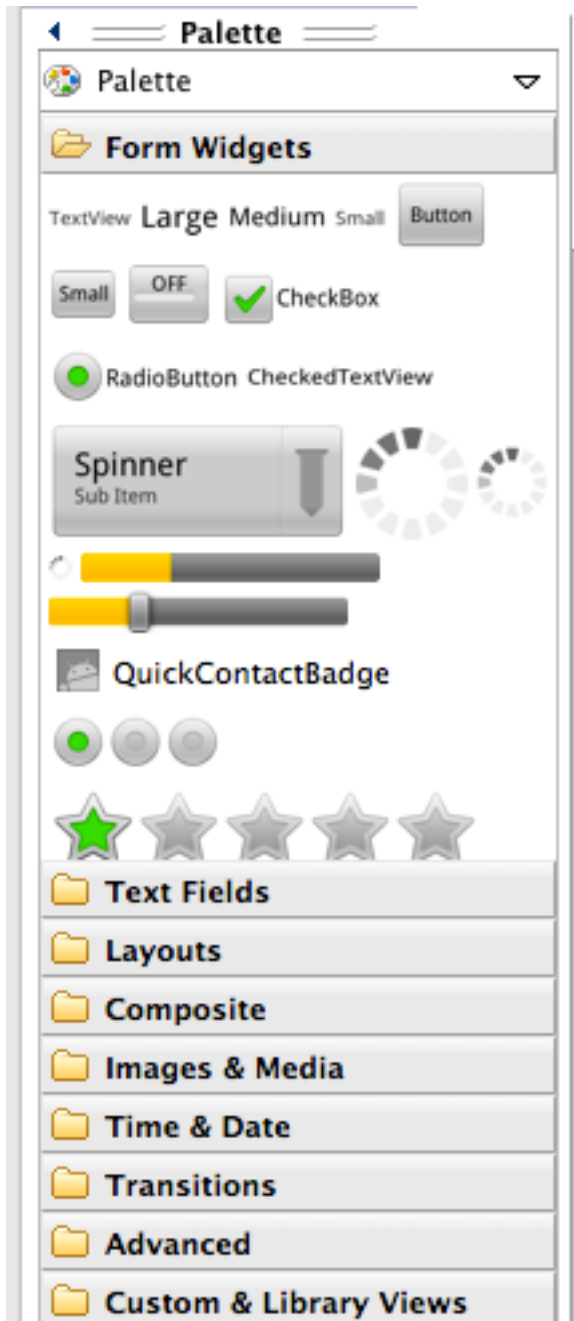 Palette
Palette
Form Widgets
TextView Large Medium Small Button
Small OFF CheckBox
RadioButton CheckedTextView
Spinner
Sub Item
QuickContactBadge
Text Fields
Layouts
Composite
Images & Media
Time & Date
Transitions
Advanced
Custom & Library Views